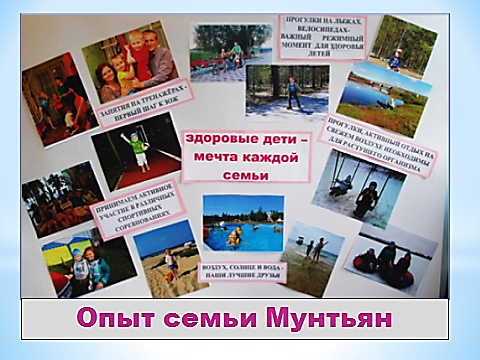 ПРОГУЛКИ НА ЛЫЖАХ,
ВЕЛОСИПЕДАХ-
ВАЖНЫЙ РЕЖИМНЫЙ
МОМЕНТ ДЛЯ ЗДОРОВЬЯ
ДЕТЕЙ
ЗАНЯТИЯ НА ТРЕНАЖЁРАХ -
ПЕРВЫЙ ШАГ К ЗОЖ
здоровые дети –
мечта каждой
семьи
ПРОГУЛКИ, АКТИВНЫЙ ОТДЫХ НА
СВЕЖЕМ ВОЗДУХЕ НЕОБХОДИМЫ
ДЛЯ РАСТУЩЕГО ОРГАНИЗМА
ПРИНИМАЕМ АКТИВНОЕ
УЧАСТИЕ В РАЗЛИЧНЫХ
СПОРТИВНЫХ
СОРЕВНОВАНИЯХ
ВОЗДУХ, СОЛНЦЕ И ВОДА -
НАШИ ЛУЧШИЕ ДРУЗЬЯ
Опыт семьи Мунтьян